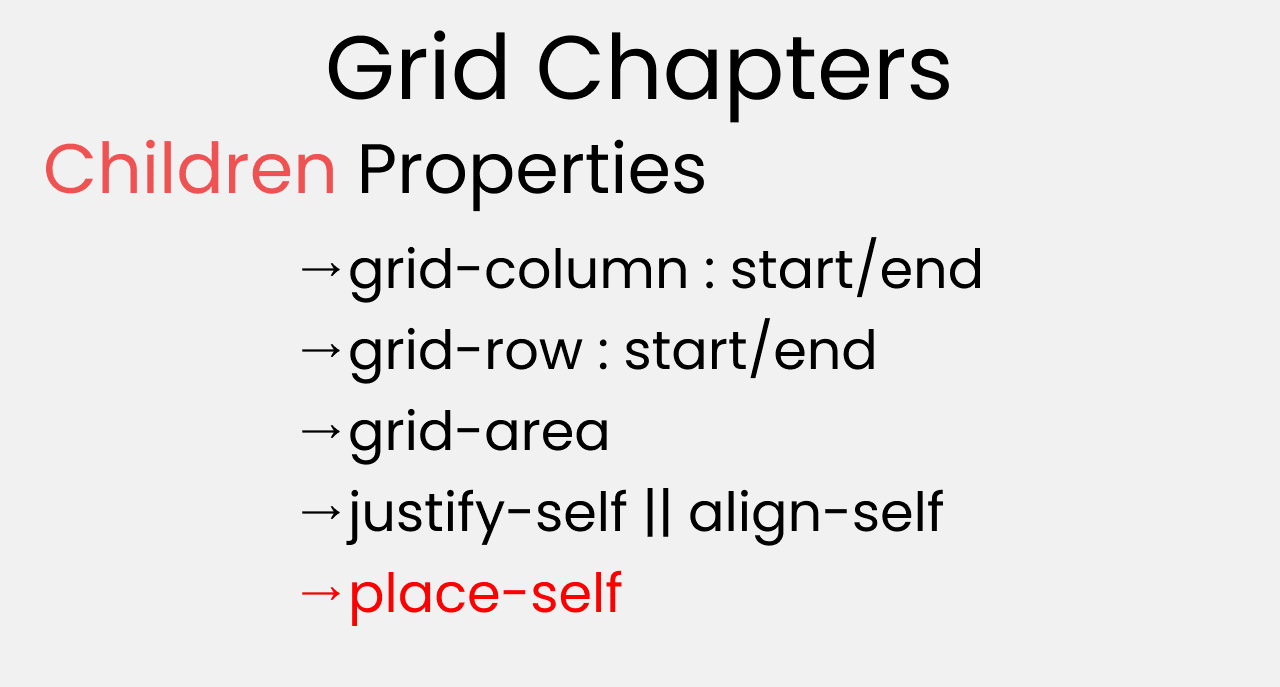 Grid Chapters
Children Properties
→grid-column : start/end
→grid-row : start/end
→grid-area
→justify-self || align-self
→place-self